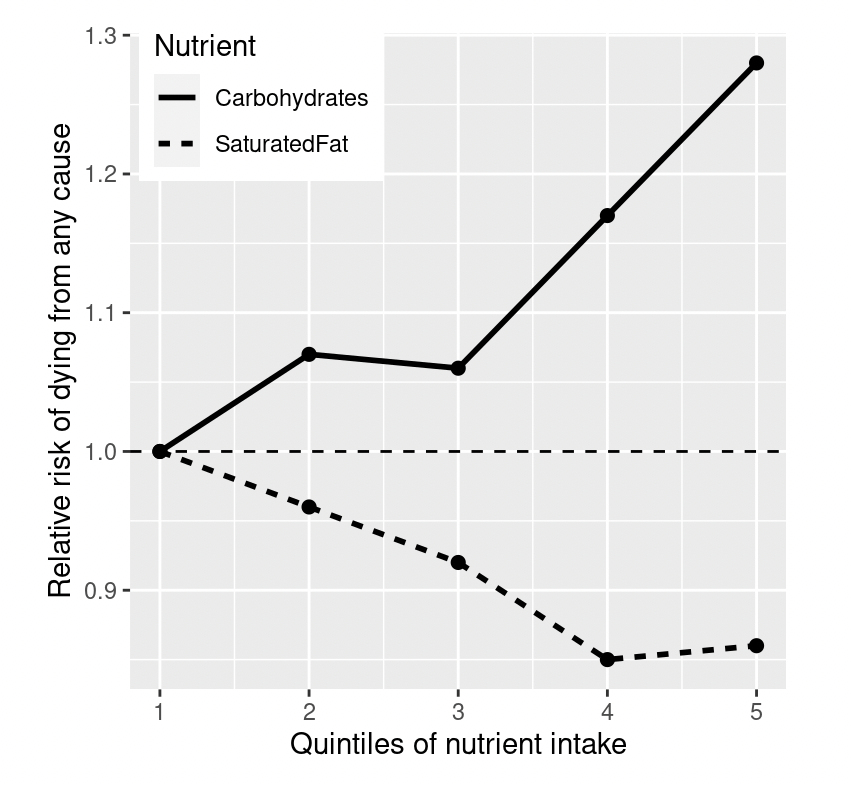 Nutrient
Carbohydrates
SaturatedFat
1.3
1.2
1.1
1.0
0.9
Relative risk of dying from any cause
1 2 3 4 5
Quintiles of nutrient intake